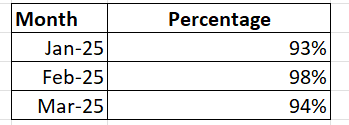 Month Percentage
Jan-25 93%
Feb-25 98%
Mar-25 94%